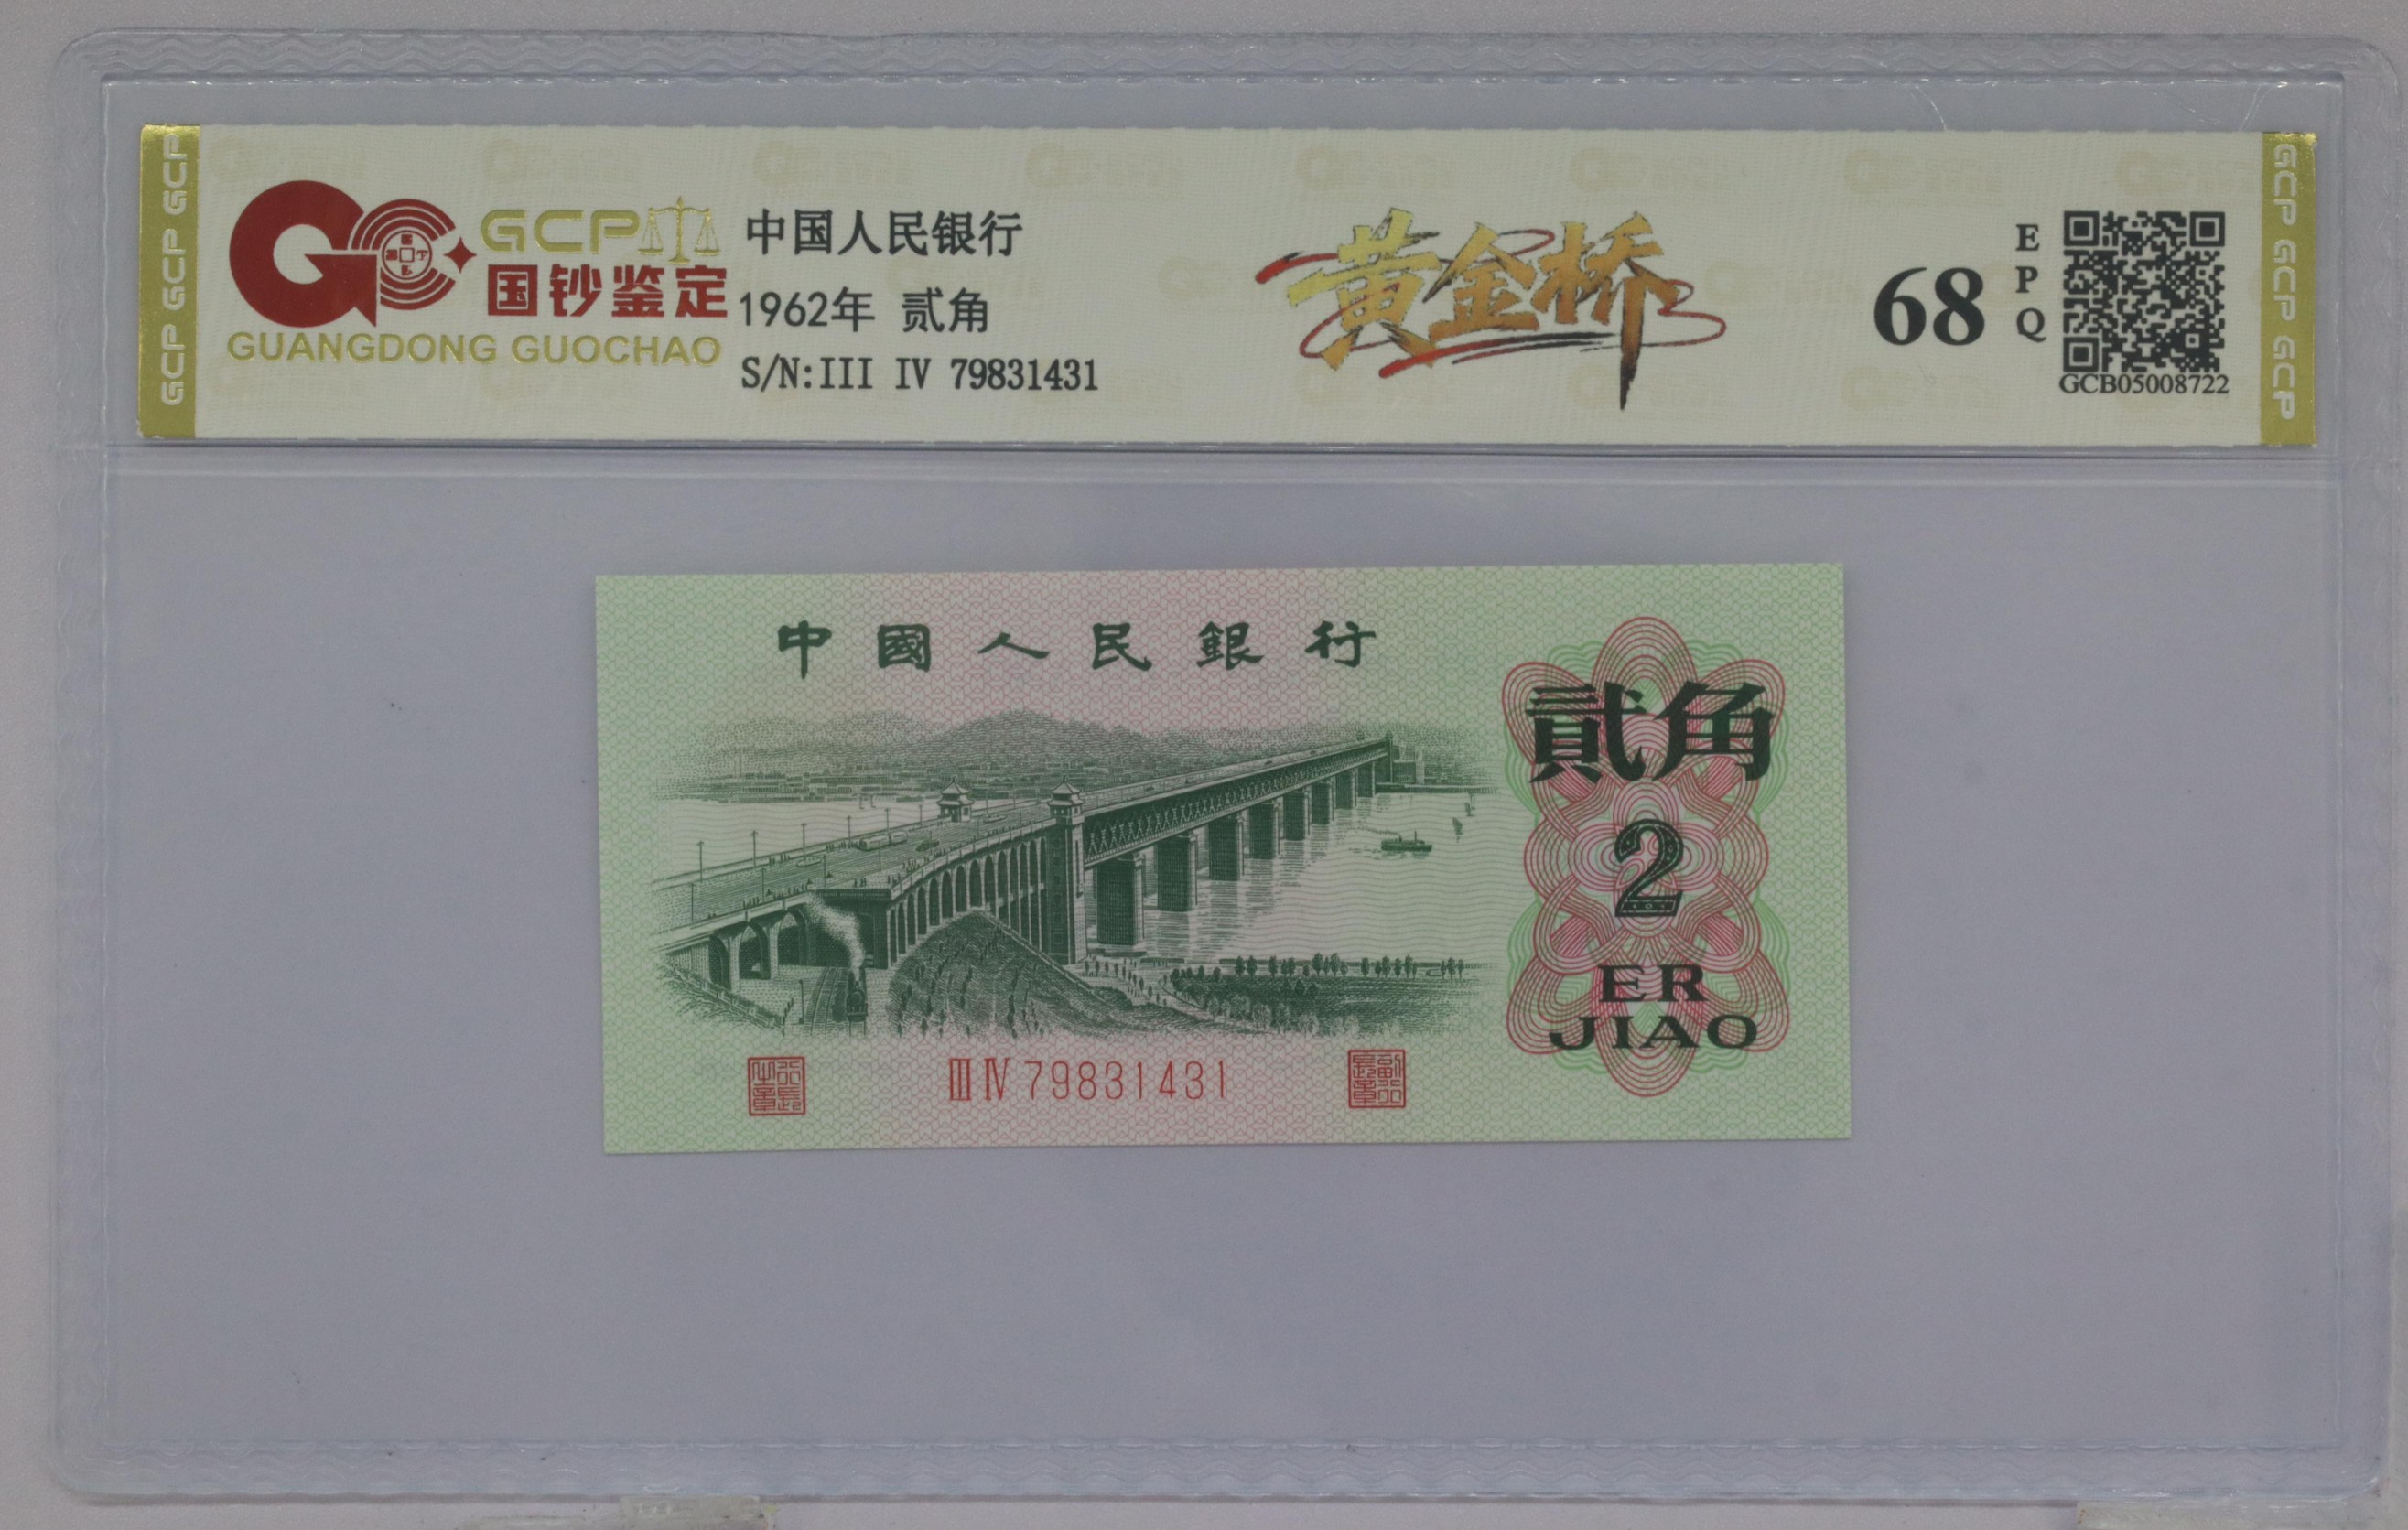 GCP GCP GCP
GCP
国钞鉴定
GUANGDONG GUOCHAO
中国人民银行
1962年 贰角
S/N:III IV 79831431
黄金桥
68
EPQ
GCB05008722
GCP GCP GCP
中國人民銀行
貳角
2
ER
JIAO
III IV 79831431